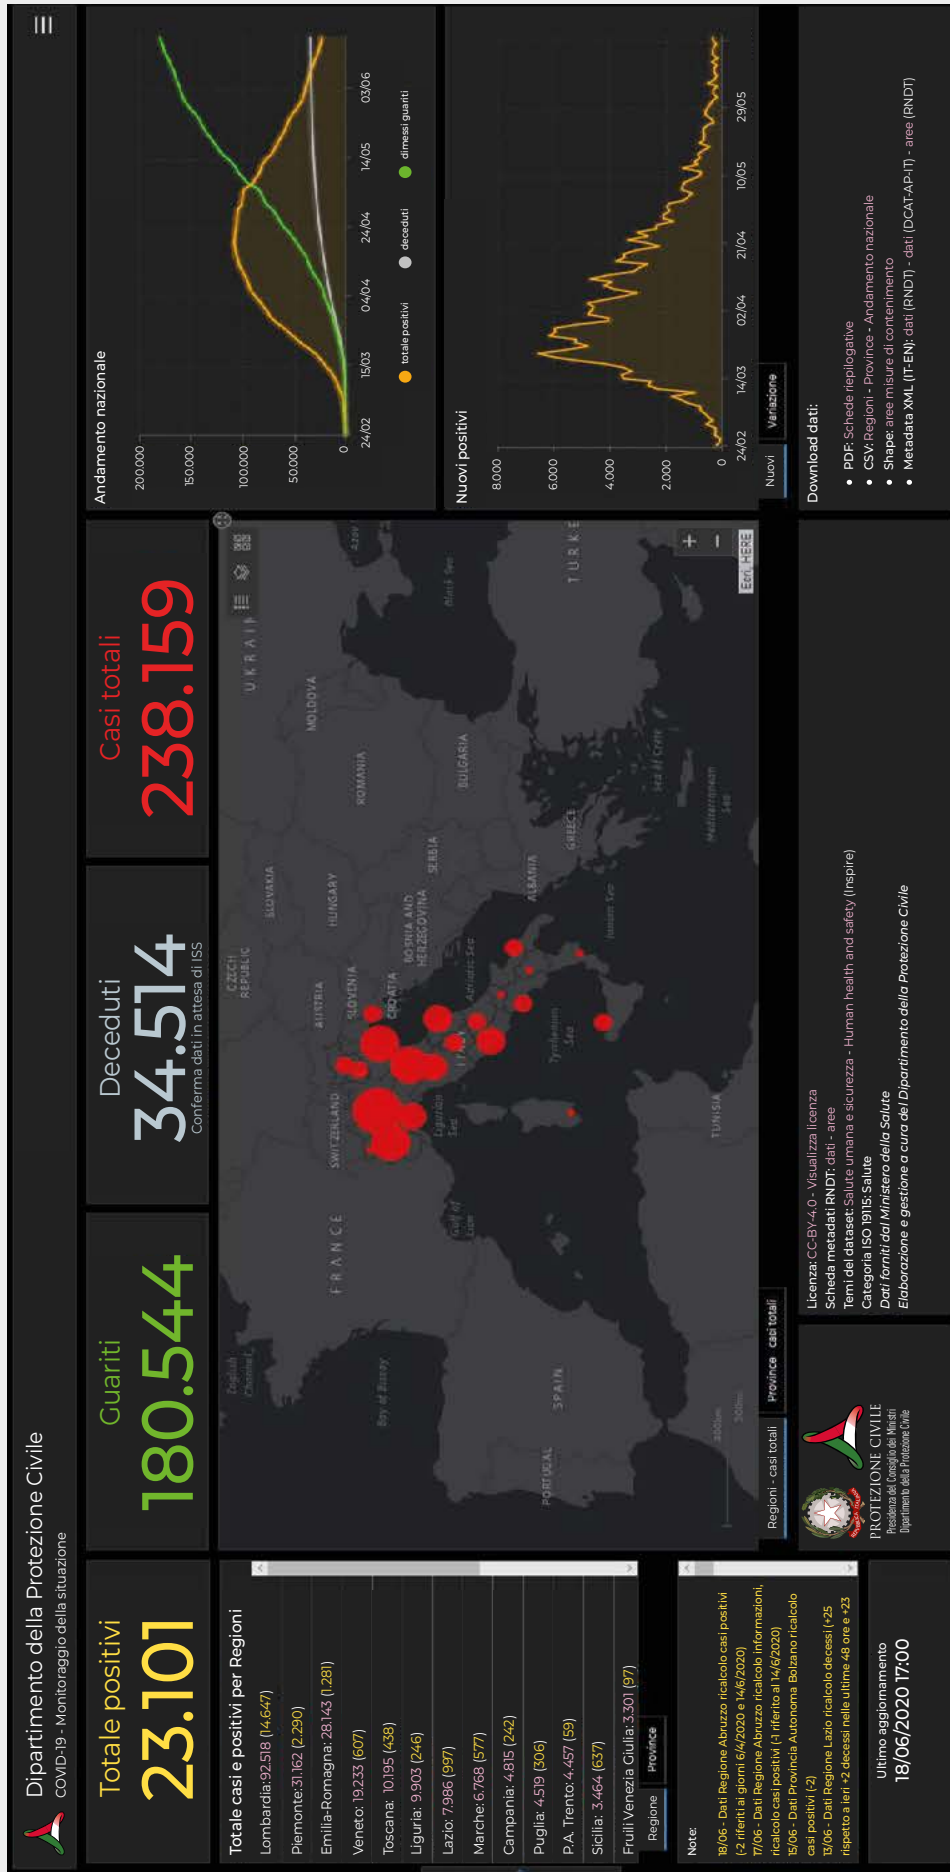 Dipartimento della Protezione Civile
COVID-19 - Monitoraggio della situazione
Totale positivi
23.101
Guariti
180.544
Deceduti
34.514
Conferma dati in attesa di ISS
Casi totali
238.159
Totale casi e positivi per Regioni
Lombardia:92.518 (14.647)
Piemonte:31.162 (2.290)
Emilia-Romagna: 28.143 (1.281)
Veneto: 19.233 (607)
Toscana: 10.195 (438)
Liguria: 9.903 (246)
Lazio: 7.986 (997)
Marche: 6.768 (577)
Campania: 4.815 (242)
Puglia: 4.519 (306)
P.A. Trento: 4.457 (59)
Sicilia: 3.464 (637)
Fruili Venezia Giulia: 3.301 (97)
Regione
Province
Note:
18/06 - Dati Regione Abruzzo ricalcolo casi positivi
(-2 riferiti ai giorni 6/4/2020 e 14/6/2020)
17/06 - Dati Regione Abruzzo ricalcolo informazioni,
ricalcolo casi positivi (-1 riferito al 14/6/2020)
15/06 - Dati Provincia Autonoma Bolzano ricalcolo
casi positivi (-2)
13/06 - Dati Regione Lazio ricalcolo decessi (+25
rispetto a ieri +2 decessi nelle ultime 48 ore e +23
Ultimo aggiornamento
18/06/2020 17:00
English
Channel
Bay of Biscay
FRANCE
PORTUGAL
SPAIN
Gulf of
Lion
SWITZERLAND
Ligurian
Sea
AUSTRIA
SLOVENIA
CROATIA
CZECH
REPUBLIC
SLOVAKIA
HUNGARY
BOSNIA AND
HERZEGOVINA
SERBIA
Adriatic Sea
Tyrrhenian
Sea
TUNISIA
Ionian Sea
ALBANIA
GREECE
ROMANIA
BULGARIA
MOLDOVA
UKRAIN
Black Sea
Azov
TURKE
Sea of Crete
Mediterranean
Sea
300mi
+
−
Esri, HERE
Regioni - casi totali
Province casi totali
Andamento nazionale
200.000
150.000
100.000
50.000
0
24/02
15/03
04/04
24/04
14/05
03/06
totale positivi
deceduti
dimessi guariti
Nuovi positivi
8.000
6.000
4.000
2.000
0
24/02
14/03
02/04
21/04
10/05
29/05
Nuovi
Variazione
PROTEZIONE CIVILE
Presidenza del Consiglio dei Ministri
Dipartimento della Protezione Civile
Licenza: CC-BY-4.0 - Visualizza licenza
Scheda metadati RNDT: dati - aree
Temi del dataset: Salute umana e sicurezza - Human health and safety (Inspire)
Categoria ISO 19115: Salute
Dati forniti dal Ministero della Salute
Elaborazione e gestione a cura del Dipartimento della Protezione Civile
Download dati:
• PDF: Schede riepilogative
• CSV: Regioni - Province - Andamento nazionale
• Shape: aree misure di contenimento
• Metadata XML (IT-EN): dati (RNDT) - dati (DCAT-AP-IT) - aree (RNDT)